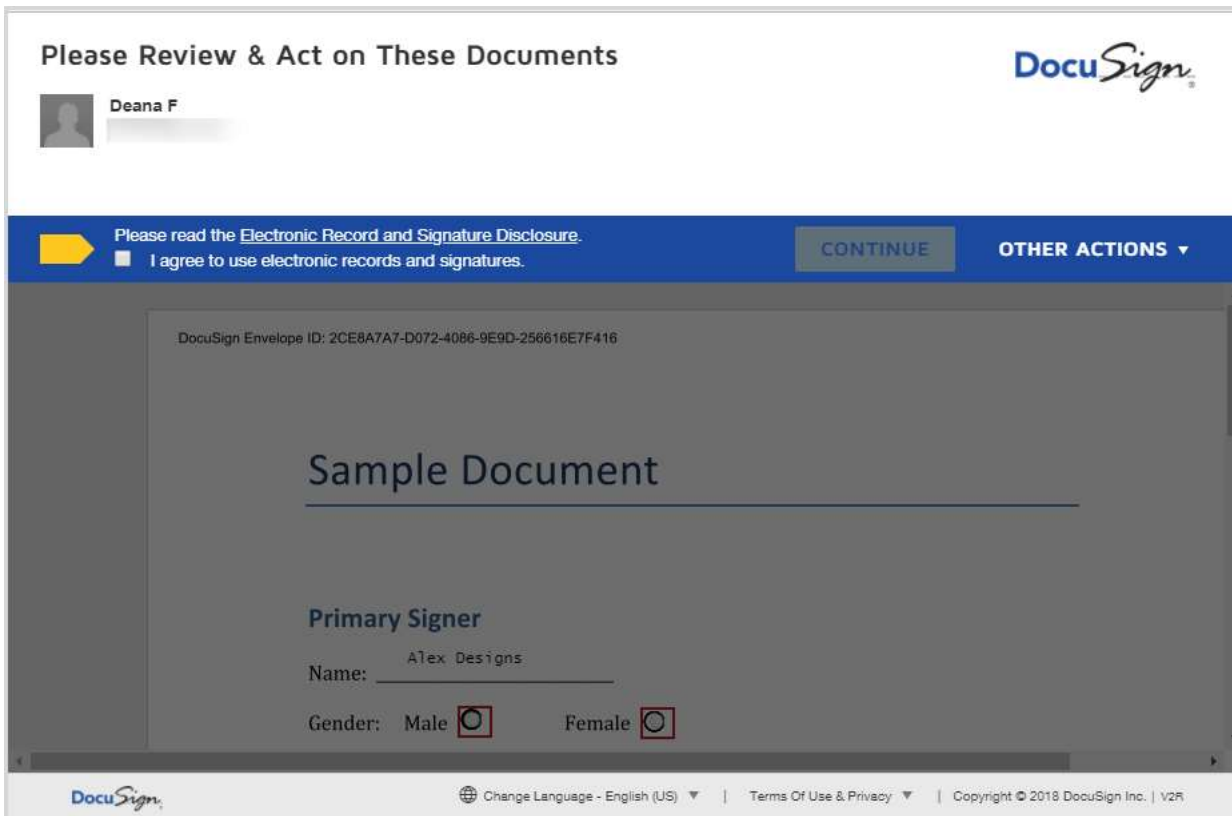 Please Review & Act on These Documents
DocuSign
Deana F
Please read the Electronic Record and Signature Disclosure.
I agree to use electronic records and signatures.
CONTINUE
OTHER ACTIONS ▼
DocuSign Envelope ID: 2CE8A7A7-D072-4086-9E9D-256616E7F416
Sample Document
Primary Signer
Name: Alex Designs
Gender: Male Female
DocuSign
Change Language - English (US) ▼ | Terms Of Use & Privacy ▼ | Copyright © 2018 DocuSign Inc. | V2R